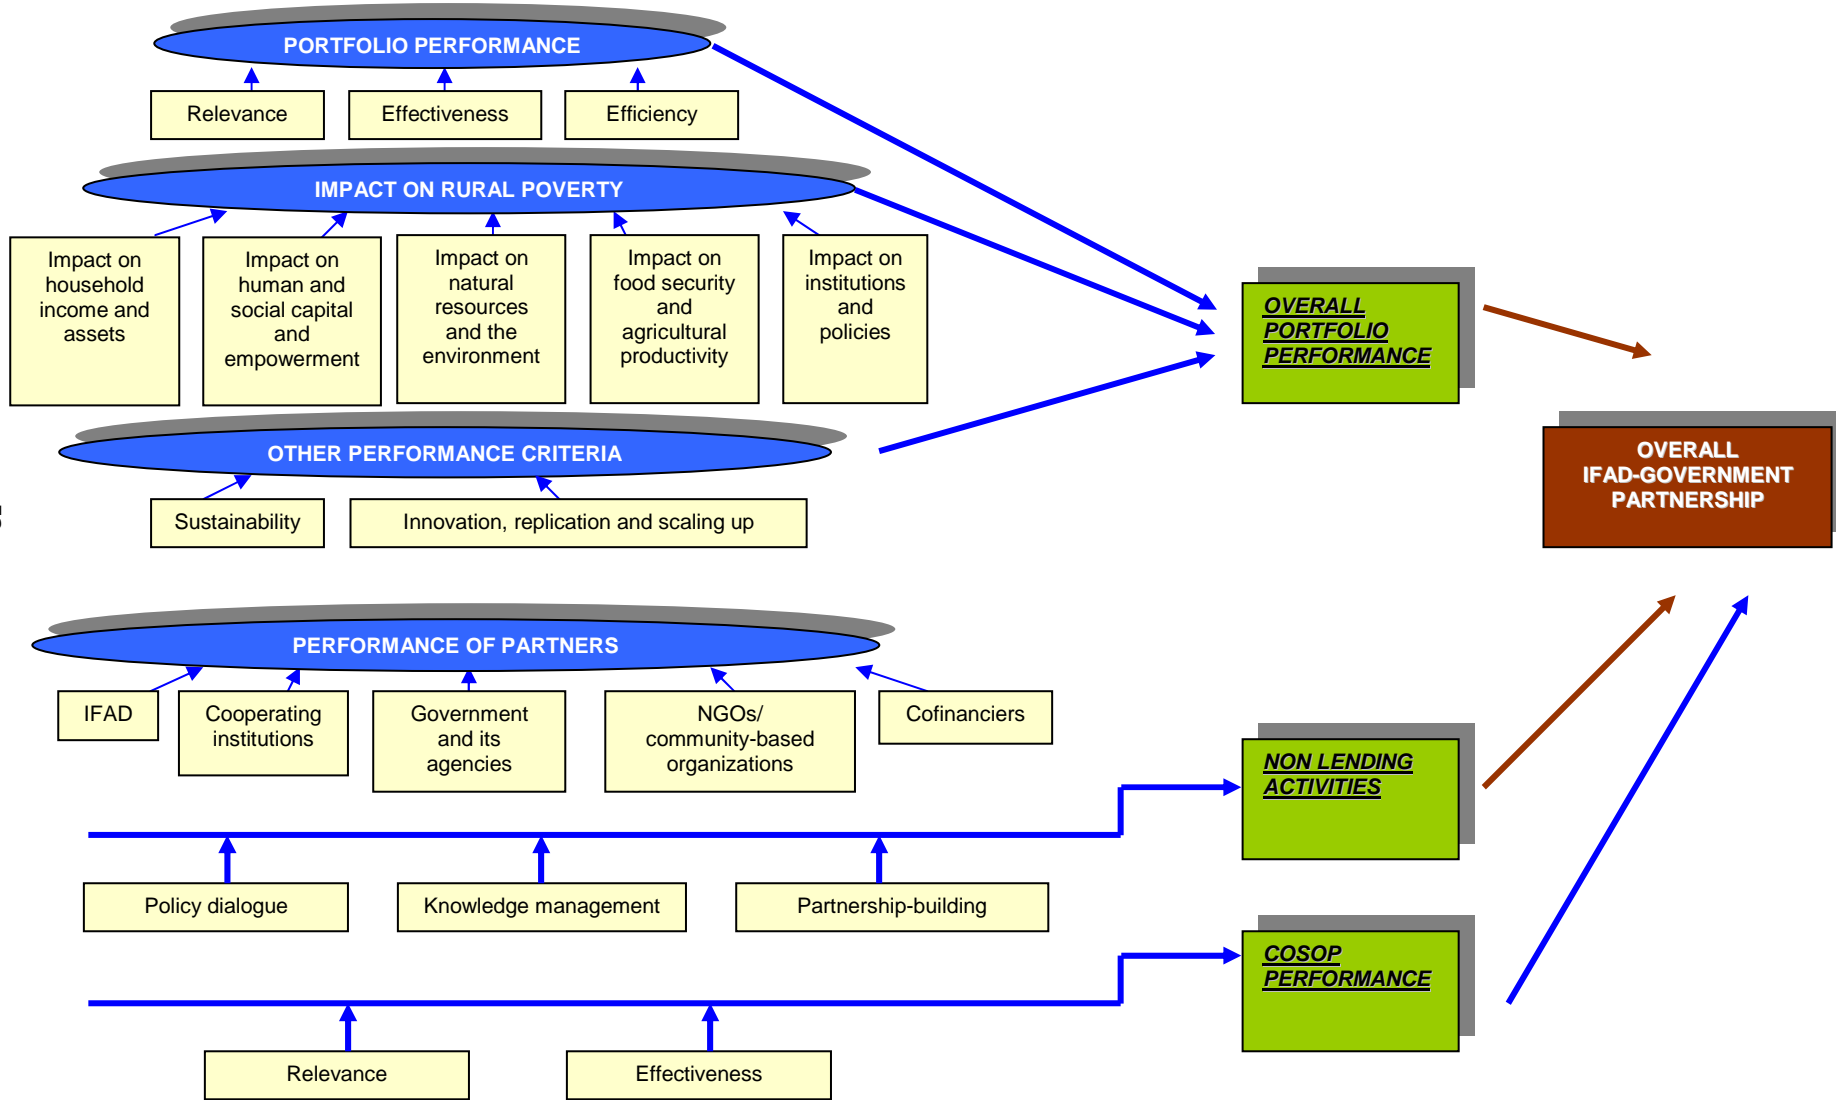 PORTFOLIO PERFORMANCE
Relevance
Effectiveness
Efficiency
IMPACT ON RURAL POVERTY
Impact on
household
income and
assets
Impact on
human and
social capital
and
empowerment
Impact on
natural
resources
and the
environment
Impact on
food security
and
agricultural
productivity
Impact on
institutions
and
policies
OVERALL
PORTFOLIO
PERFORMANCE
OTHER PERFORMANCE CRITERIA
Sustainability
Innovation, replication and scaling up
OVERALL
IFAD-GOVERNMENT
PARTNERSHIP
PERFORMANCE OF PARTNERS
IFAD
Cooperating
institutions
Government
and its
agencies
NGOs/
community-based
organizations
Cofinanciers
NON LENDING
ACTIVITIES
Policy dialogue
Knowledge management
Partnership-building
COSOP
PERFORMANCE
Relevance
Effectiveness